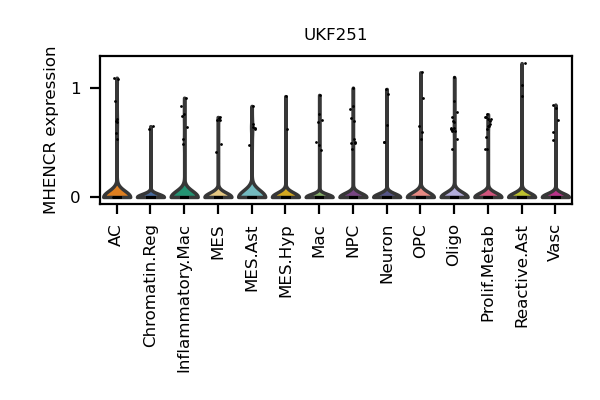 UKF251
MHENCR expression
1
0
AC
Chromatin.Reg
Inflammatory.Mac
MES
MES.Ast
MES.Hyp
Mac
NPC
Neuron
OPC
Oligo
Prolif.Metab
Reactive.Ast
Vasc